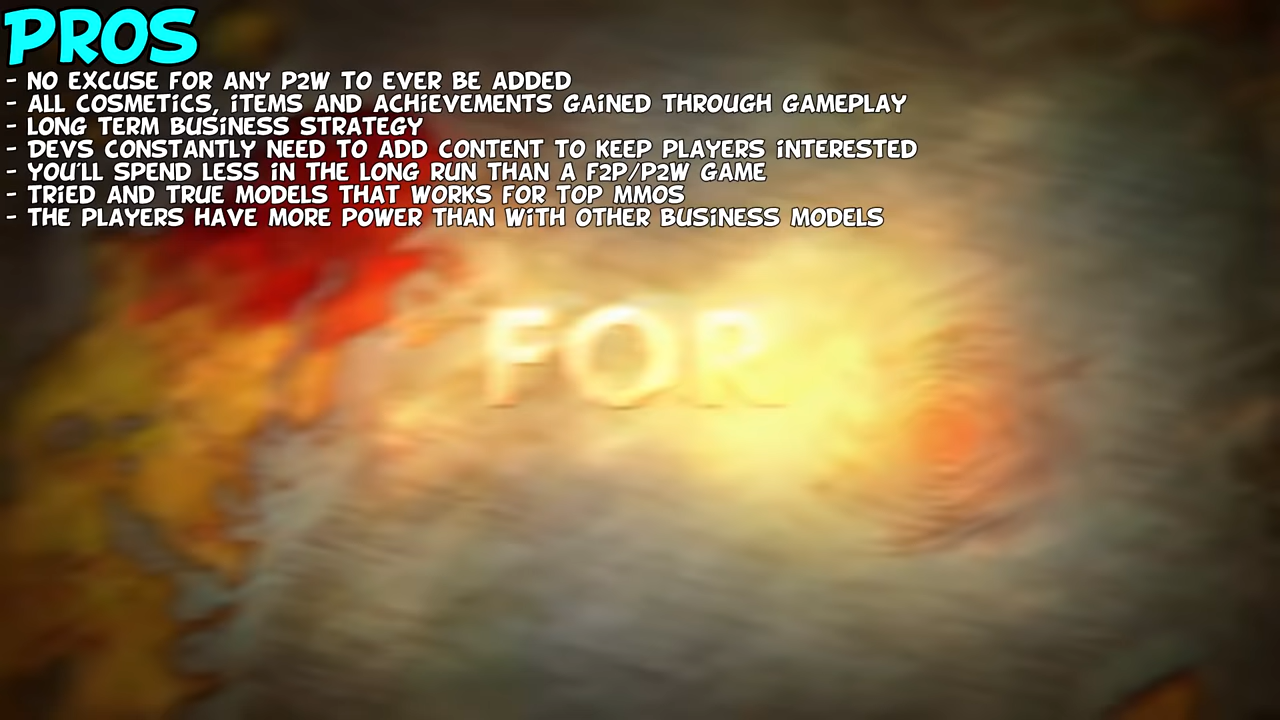 PROS
- NO EXCUSE FOR ANY P2W TO EVER BE ADDED
- ALL COSMETICS, ITEMS AND ACHIEVEMENTS GAINED THROUGH GAMEPLAY
- LONG TERM BUSINESS STRATEGY
- DEVS CONSTANTLY NEED TO ADD CONTENT TO KEEP PLAYERS INTERESTED
- YOU'LL SPEND LESS IN THE LONG RUN THAN A F2P/P2W GAME
- TRIED AND TRUE MODELS THAT WORKS FOR TOP MMOS
- THE PLAYERS HAVE MORE POWER THAN WITH OTHER BUSINESS MODELS
FOR